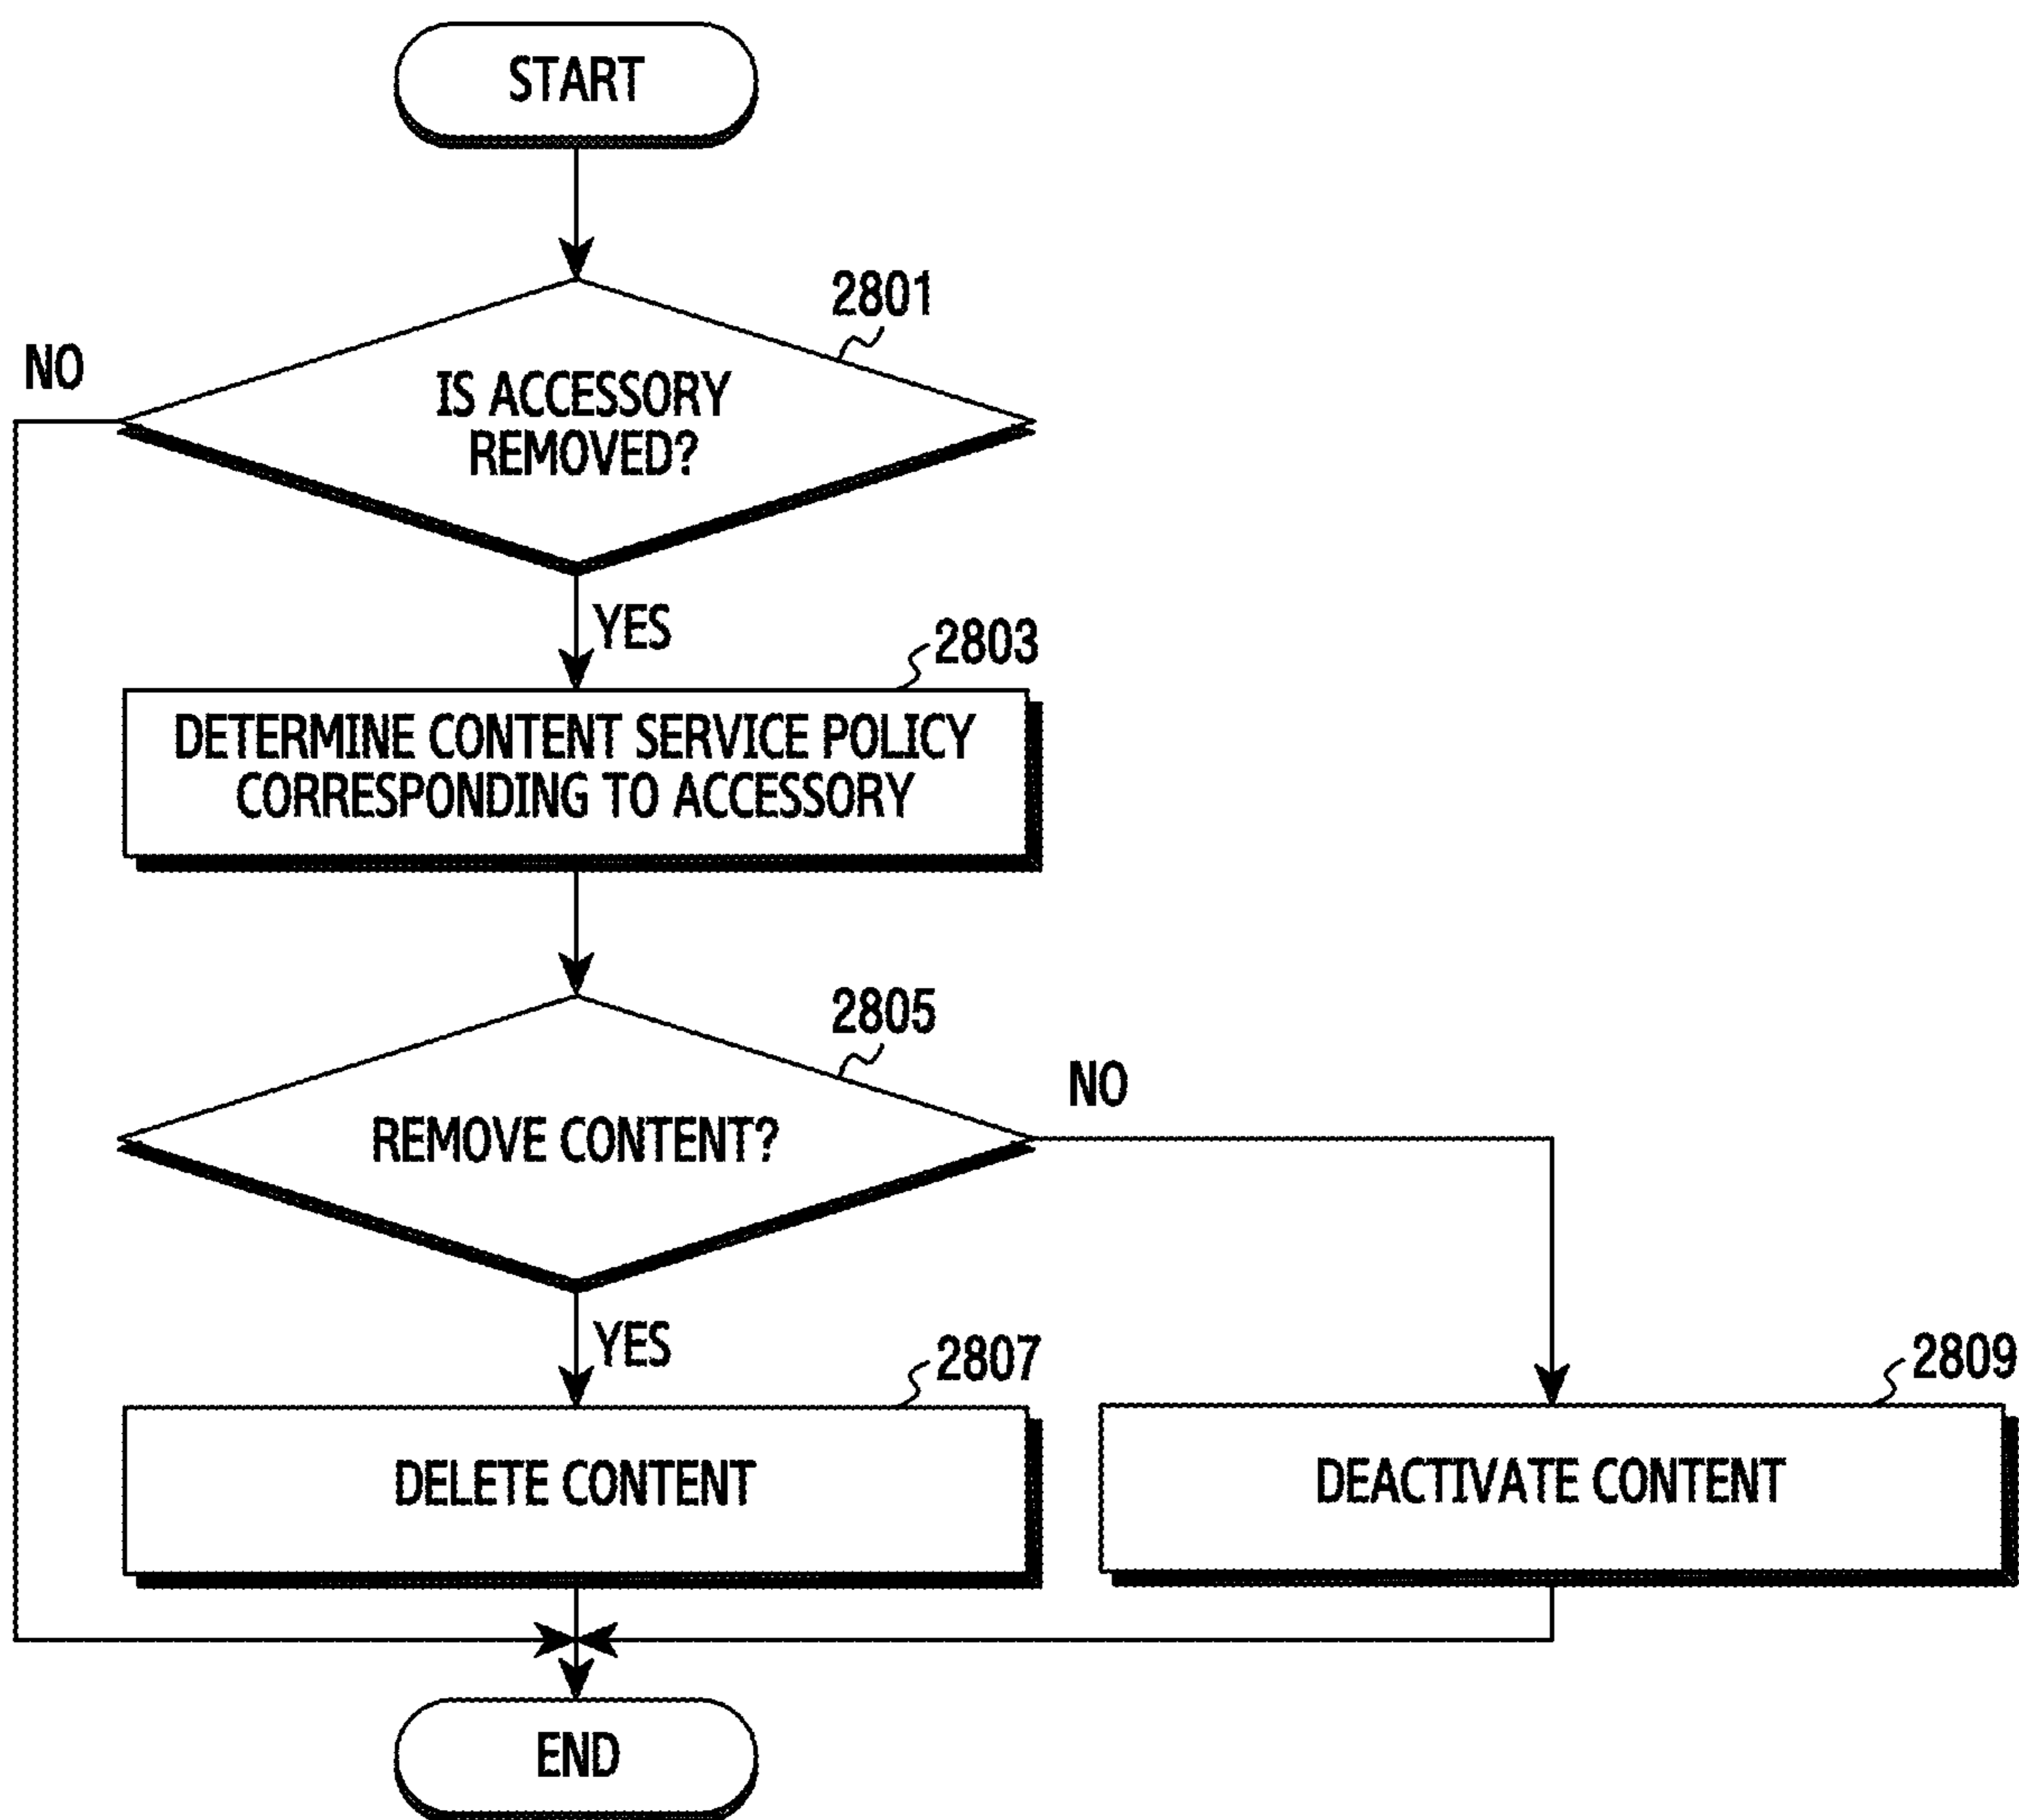 START
2801
NO
IS ACCESSORY
REMOVED?
YES
2803
DETERMINE CONTENT SERVICE POLICY
CORRESPONDING TO ACCESSORY
2805
NO
REMOVE CONTENT?
YES
2807
2809
DELETE CONTENT
DEACTIVATE CONTENT
END